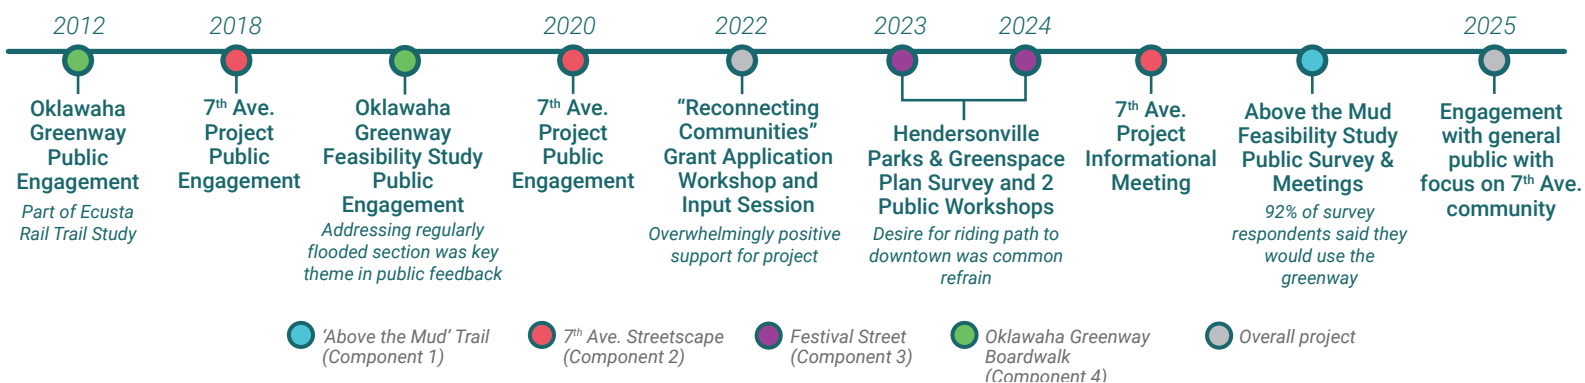 2012
2018
2020
2022
2023
2024
2025
Oklawaha
Greenway
Public
Engagement
Part of Ecusta
Rail Trail Study
7th Ave.
Project
Public
Engagement
Oklawaha
Greenway
Feasibility Study
Public
Engagement
Addressing regularly
flooded section was key
theme in public feedback
7th Ave.
Project
Public
Engagement
“Reconnecting
Communities”
Grant Application
Workshop and
Input Session
Overwhelmingly positive
support for project
Hendersonville
Parks & Greenspace
Plan Survey and 2
Public Workshops
Desire for riding path to
downtown was common
refrain
7th Ave.
Project
Informational
Meeting
Above the Mud
Feasibility Study
Public Survey &
Meetings
92% of survey
respondents said they
would use the
greenway
Engagement
with general
public with
focus on 7th Ave.
community
‘Above the Mud’ Trail
(Component 1)
7th Ave. Streetscape
(Component 2)
Festival Street
(Component 3)
Oklawaha Greenway
Boardwalk
(Component 4)
Overall project